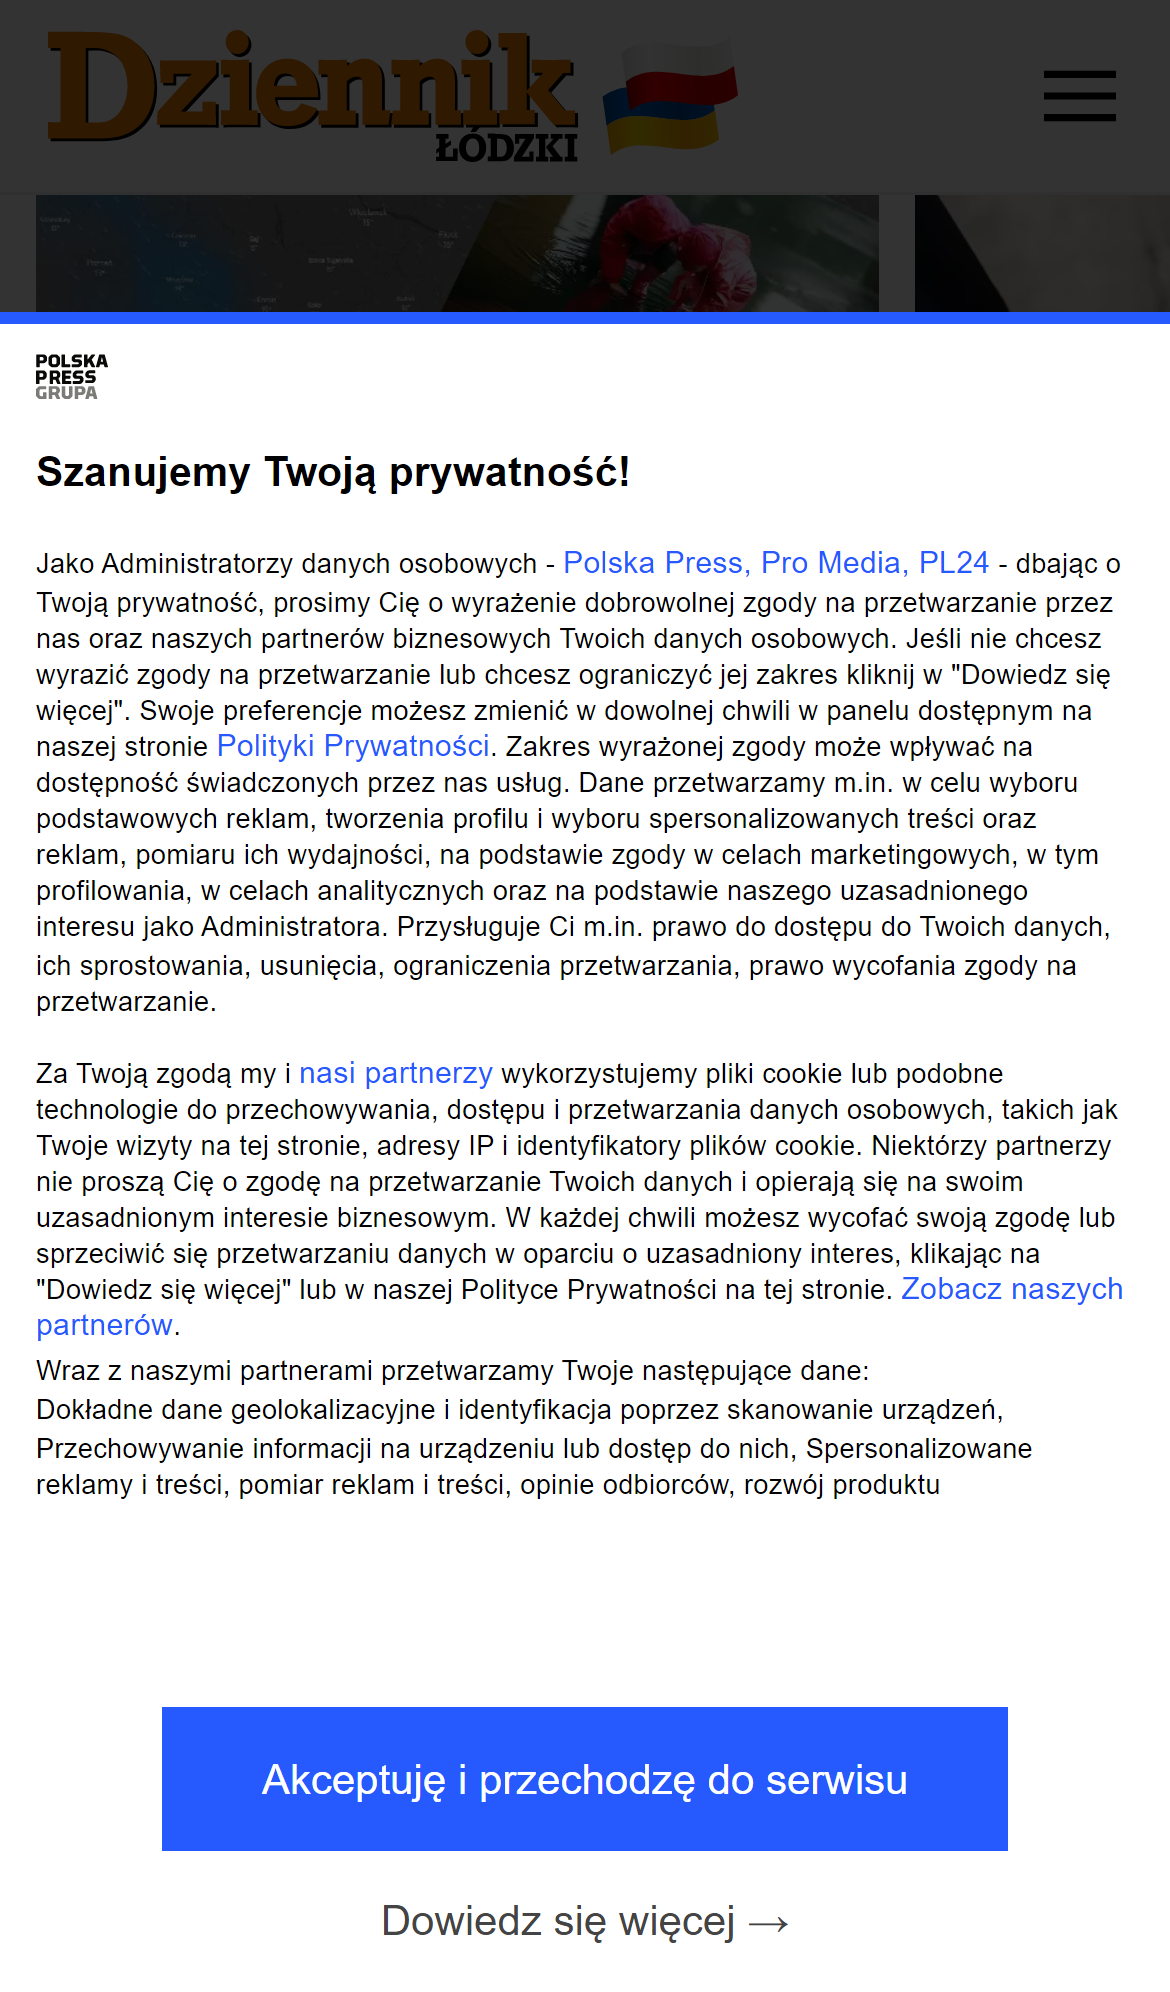 Dziennik
ŁÓDZKI
POLSKA
PRESS
GRUPA
Szanujemy Twoją prywatność!
Jako Administratorzy danych osobowych - Polska Press, Pro Media, PL24 - dbając o
Twoją prywatność, prosimy Cię o wyrażenie dobrowolnej zgody na przetwarzanie przez
nas oraz naszych partnerów biznesowych Twoich danych osobowych. Jeśli nie chcesz
wyrazić zgody na przetwarzanie lub chcesz ograniczyć jej zakres kliknij w "Dowiedz się
więcej". Swoje preferencje możesz zmienić w dowolnej chwili w panelu dostępnym na
naszej stronie Polityki Prywatności. Zakres wyrażonej zgody może wpływać na
dostępność świadczonych przez nas usług. Dane przetwarzamy m.in. w celu wyboru
podstawowych reklam, tworzenia profilu i wyboru spersonalizowanych treści oraz
reklam, pomiaru ich wydajności, na podstawie zgody w celach marketingowych, w tym
profilowania, w celach analitycznych oraz na podstawie naszego uzasadnionego
interesu jako Administratora. Przysługuje Ci m.in. prawo do dostępu do Twoich danych,
ich sprostowania, usunięcia, ograniczenia przetwarzania, prawo wycofania zgody na
przetwarzanie.
Za Twoją zgodą my i nasi partnerzy wykorzystujemy pliki cookie lub podobne
technologie do przechowywania, dostępu i przetwarzania danych osobowych, takich jak
Twoje wizyty na tej stronie, adresy IP i identyfikatory plików cookie. Niektórzy partnerzy
nie proszą Cię o zgodę na przetwarzanie Twoich danych i opierają się na swoim
uzasadnionym interesie biznesowym. W każdej chwili możesz wycofać swoją zgodę lub
sprzeciwić się przetwarzaniu danych w oparciu o uzasadniony interes, klikając na
"Dowiedz się więcej" lub w naszej Polityce Prywatności na tej stronie. Zobacz naszych
partnerów.
Wraz z naszymi partnerami przetwarzamy Twoje następujące dane:
Dokładne dane geolokalizacyjne i identyfikacja poprzez skanowanie urządzeń,
Przechowywanie informacji na urządzeniu lub dostęp do nich, Spersonalizowane
reklamy i treści, pomiar reklam i treści, opinie odbiorców, rozwój produktu
Akceptuję i przechodzę do serwisu
Dowiedz się więcej →